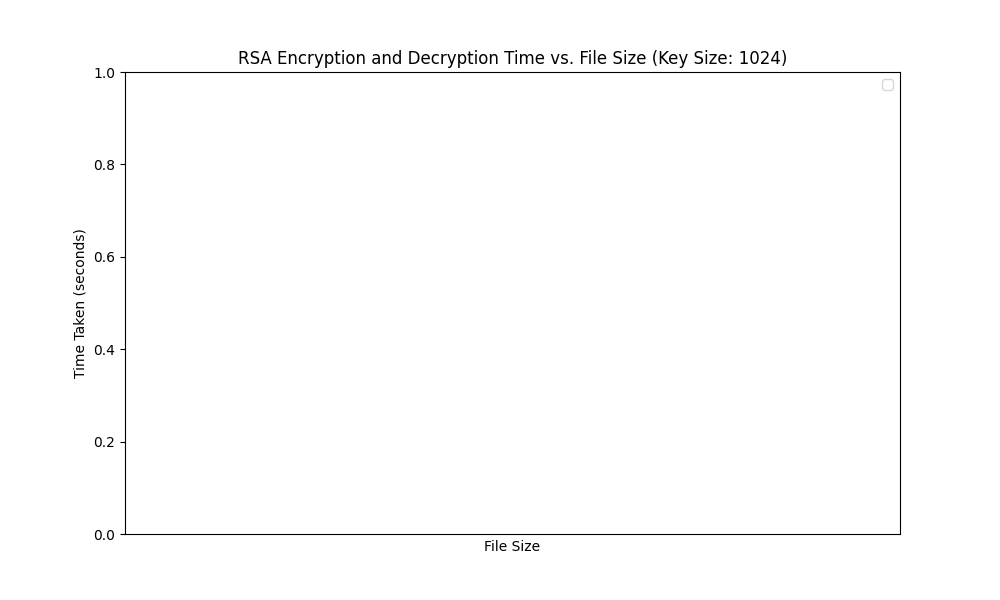 RSA Encryption and Decryption Time vs. File Size (Key Size: 1024)
1.0
0.8
0.6
0.4
0.2
0.0
Time Taken (seconds)
File Size